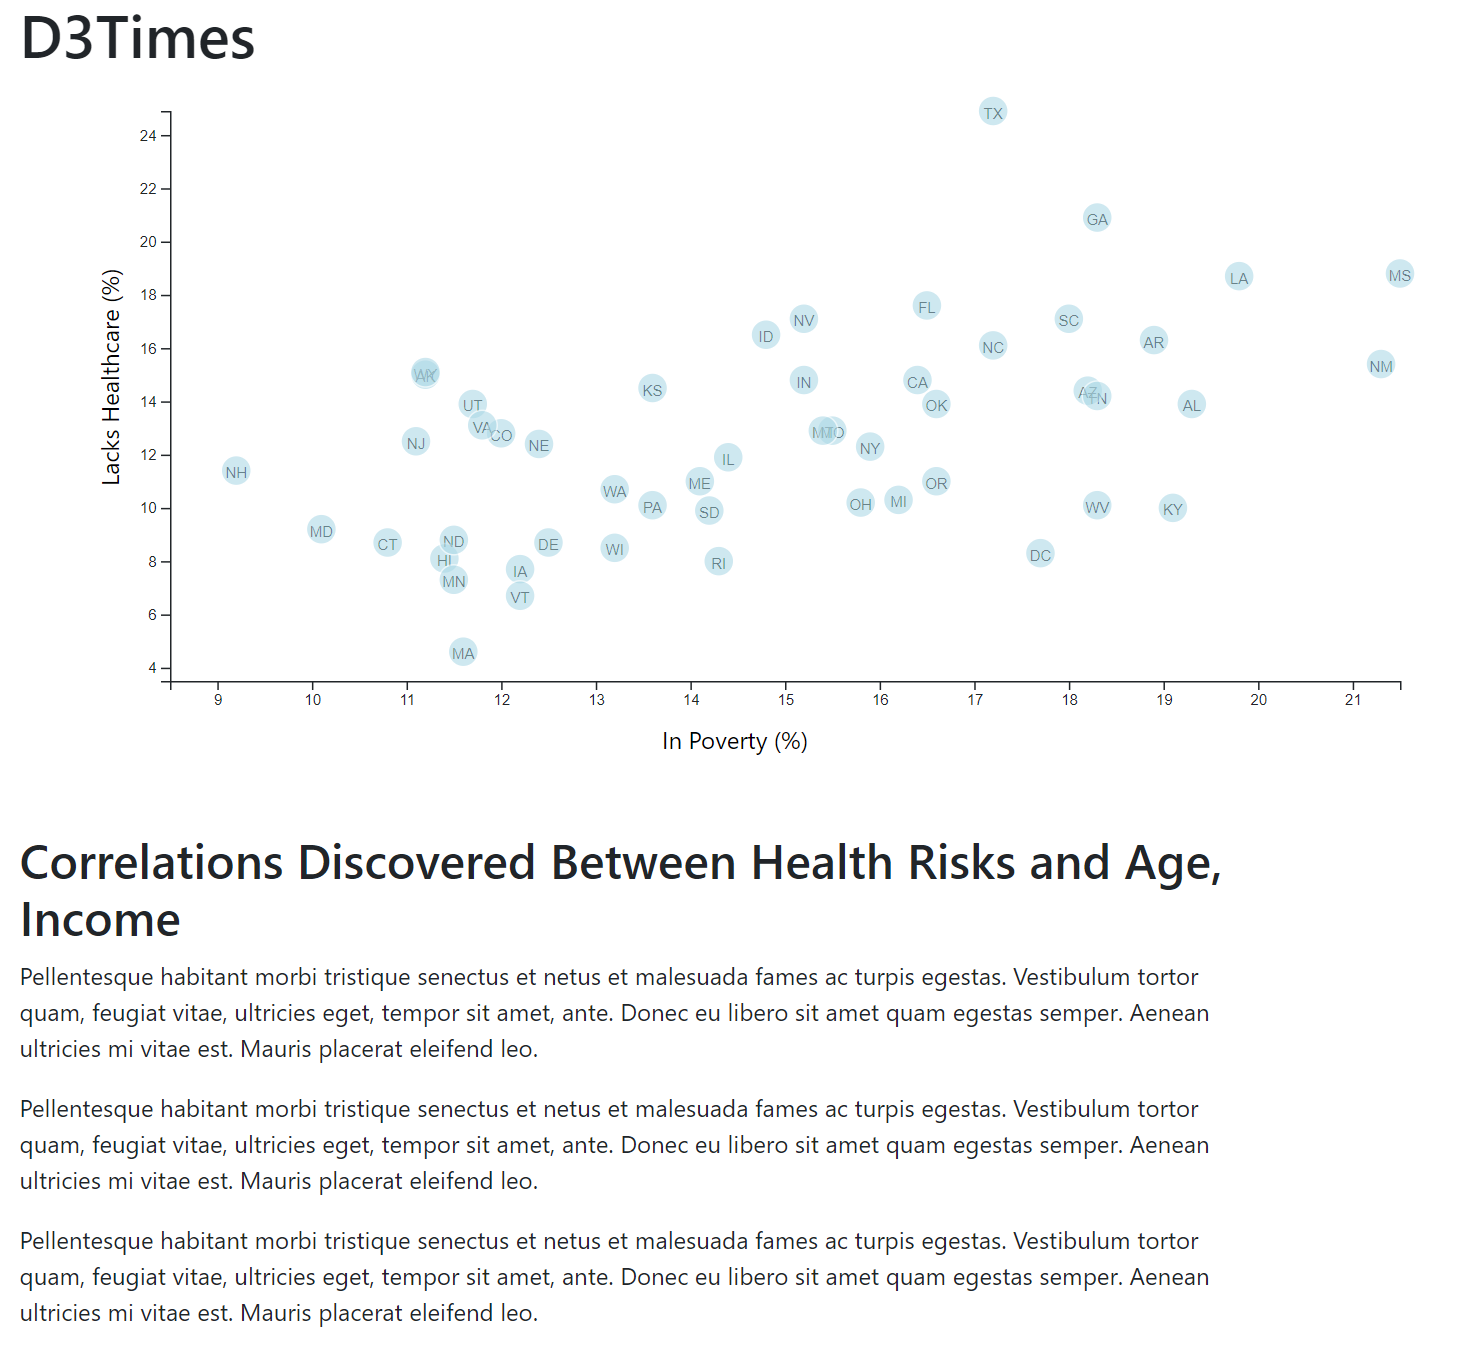 D3Times
TX
24
22
GA
20
LA
MS
18
FL
NV
SC
ID
AR
NC
16
NM
IN
CA
KS
14
UT
OK
AL
VA
CO
NJ
NE
NY
12
IL
NH
ME
OR
WA
MI
OH
10
PA
SD
WV
KY
MD
ND
CT
DE
WI
DC
8
HI
RI
IA
MN
VT
6
MA
4
Lacks Healthcare (%)
9 10 11 12 13 14 15 16 17 18 19 20 21
In Poverty (%)
Correlations Discovered Between Health Risks and Age,
Income
Pellentesque habitant morbi tristique senectus et netus et malesuada fames ac turpis egestas. Vestibulum tortor
quam, feugiat vitae, ultricies eget, tempor sit amet, ante. Donec eu libero sit amet quam egestas semper. Aenean
ultricies mi vitae est. Mauris placerat eleifend leo.
Pellentesque habitant morbi tristique senectus et netus et malesuada fames ac turpis egestas. Vestibulum tortor
quam, feugiat vitae, ultricies eget, tempor sit amet, ante. Donec eu libero sit amet quam egestas semper. Aenean
ultricies mi vitae est. Mauris placerat eleifend leo.
Pellentesque habitant morbi tristique senectus et netus et malesuada fames ac turpis egestas. Vestibulum tortor
quam, feugiat vitae, ultricies eget, tempor sit amet, ante. Donec eu libero sit amet quam egestas semper. Aenean
ultricies mi vitae est. Mauris placerat eleifend leo.